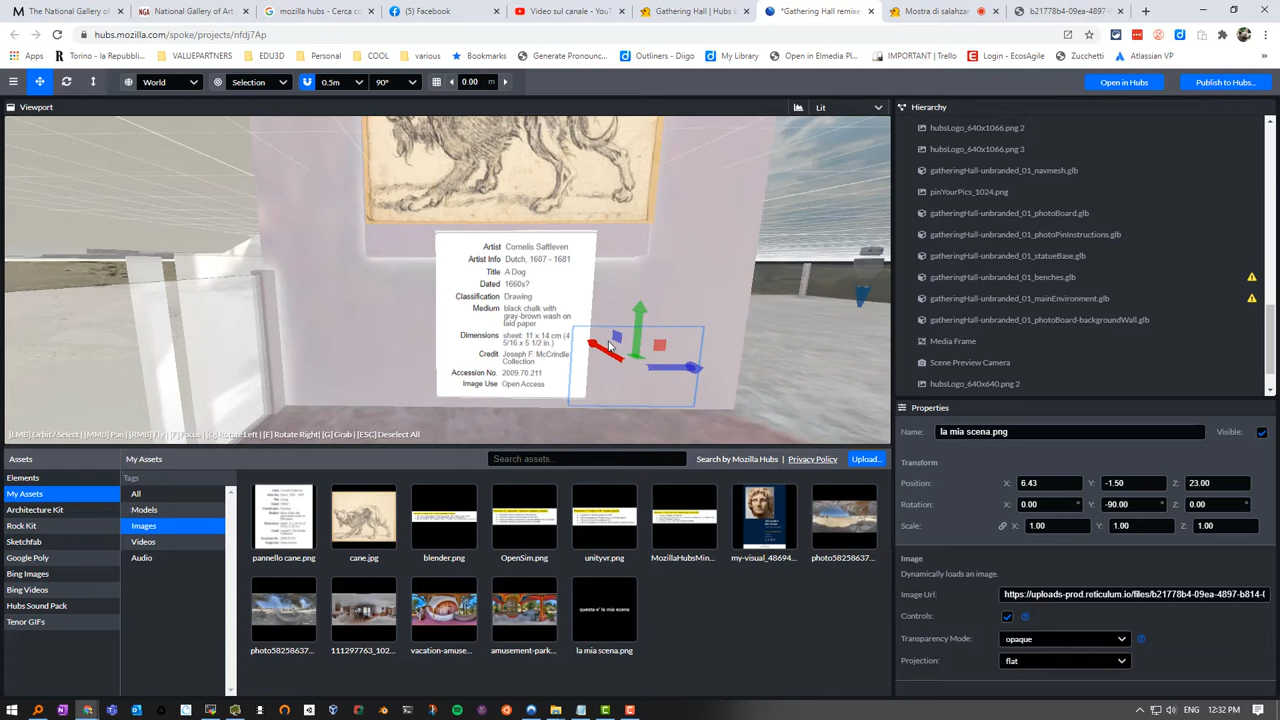 The National Gallery of Art
National Gallery of Art
mozilla hubs - Cerca c
(4) Facebook
Video sul canale - YouT
Gathering Hall | Hubs b
*Gathering Hall remixe
Mostra di salahzar
b21778b4-09ea-4897-
hubs.mozilla.com/spoke/projects/nfdj7Ap
Apps
Torino - la Repubbli...
EUD3
Personal
COOL
various
Bookmarks
Generate Pronounc...
Outliners - Diigo
My Library
Open in Elmedia Pl...
IMPORTANT | Trello
Login - EcosAgile
Zucchetti
Atlassian VP
World
Selection
0.5m
90°
0.00 m
Open in Hubs
Publish to Hubs...
Viewport
Lit
Hierarchy
hubsLogo_640x1066.png 2
hubsLogo_640x1066.png 3
gatheringHall-unbranded_01_navmesh.glb
pinYourPics_1024.png
gatheringHall-unbranded_01_photoBoard.glb
gatheringHall-unbranded_01_photoPinInstructions.glb
gatheringHall-unbranded_01_statueBase.glb
gatheringHall-unbranded_01_benches.glb
gatheringHall-unbranded_01_mainEnvironment.glb
gatheringHall-unbranded_01_photoBoard-backgroundWall.glb
Media Frame
Scene Preview Camera
hubsLogo_640x640.png 2
Artist Cornelis Saftleven
Artist Info Dutch, 1607 - 1681
Title A Dog
Dated 1660s?
Classification Drawing
Medium black chalk with
gray-brown wash on
laid paper
Dimensions sheet: 11 x 14 cm (4
5/16 x 5 1/2 in.)
Credit Joseph F. McCrindle
Collection
Accession No. 2009.70.211
Image Use Open Access
[LMB] Orbit / Select | [MMB] Pan | [RMB] Fly | [F]
Rotate Left | [E] Rotate Right| [G] Grab | [ESC] Deselect All
Properties
Name: la mia scena.png
Visible:
Transform
Position: X: 6.43 Y: -1.50 Z: 23.00
Rotation: X: 0.00 Y: -90.00 Z: 0.00
Scale: X: 1.00 Y: 1.00 Z: 1.00
Image
Dynamically loads an image.
Image Url: https://uploads-prod.reticulum.io/files/b21778b4-09ea-4897-b814-
Controls:
Transparency Mode: opaque
Projection: flat
Assets
My Assets
Search assets...
Search by Mozilla Hubs
Privacy Policy
Upload...
Elements
My Assets
Architecture Kit
Rock Kit
Sketchfab
Google Poly
Bing Images
Bing Videos
Hubs Sound Pack
Tenor GIFs
Tags
All
Models
Images
Videos
Audio
pannello cane.png
cane.jpg
blender.png
OpenSim.png
unityvr.png
MozillaHubsMin...
my-visual_48694...
photo58258637...
questa e' la mia scena
photo58258637...
111297763_102...
vacation-amuse...
amusement-park...
la mia scena.png
ENG
12:32 PM